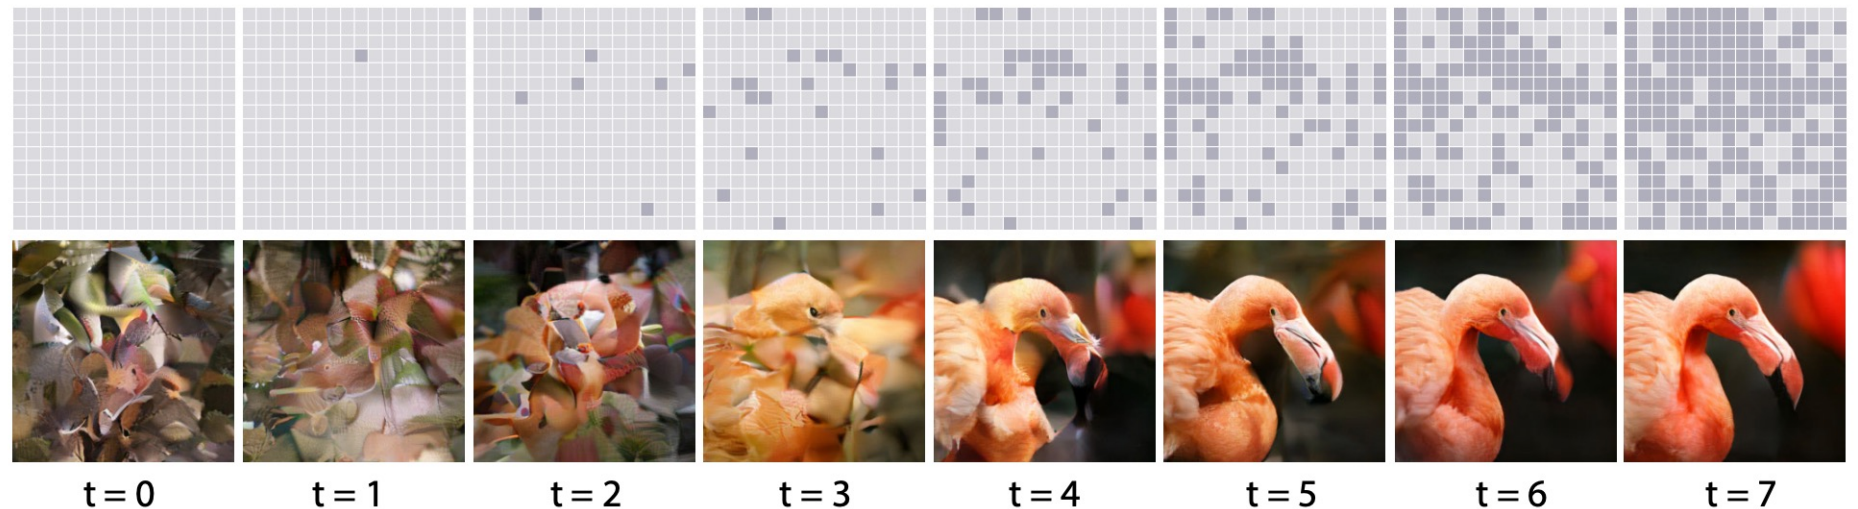 t = 0 t = 1 t = 2 t = 3 t = 4 t = 5 t = 6 t = 7